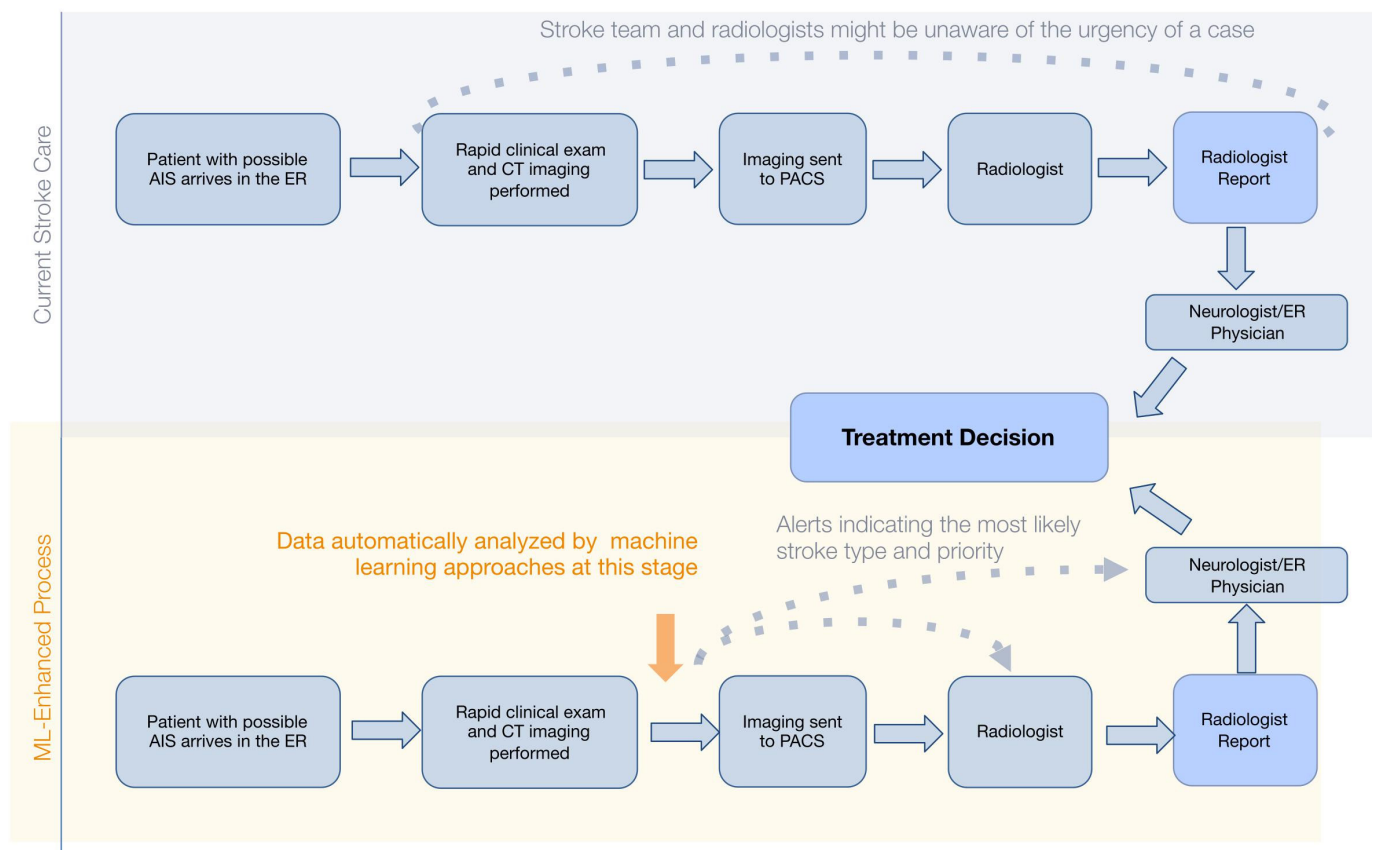 Current Stroke Care
Stroke team and radiologists might be unaware of the urgency of a case
Patient with possible
AIS arrives in the ER
Rapid clinical exam
and CT imaging
performed
Imaging sent
to PACS
Radiologist
Radiologist
Report
Neurologist/ER
Physician
Treatment Decision
ML-Enhanced Process
Data automatically analyzed by machine
learning approaches at this stage
Alerts indicating the most likely
stroke type and priority
Neurologist/ER
Physician
Patient with possible
AIS arrives in the ER
Rapid clinical exam
and CT imaging
performed
Imaging sent
to PACS
Radiologist
Radiologist
Report